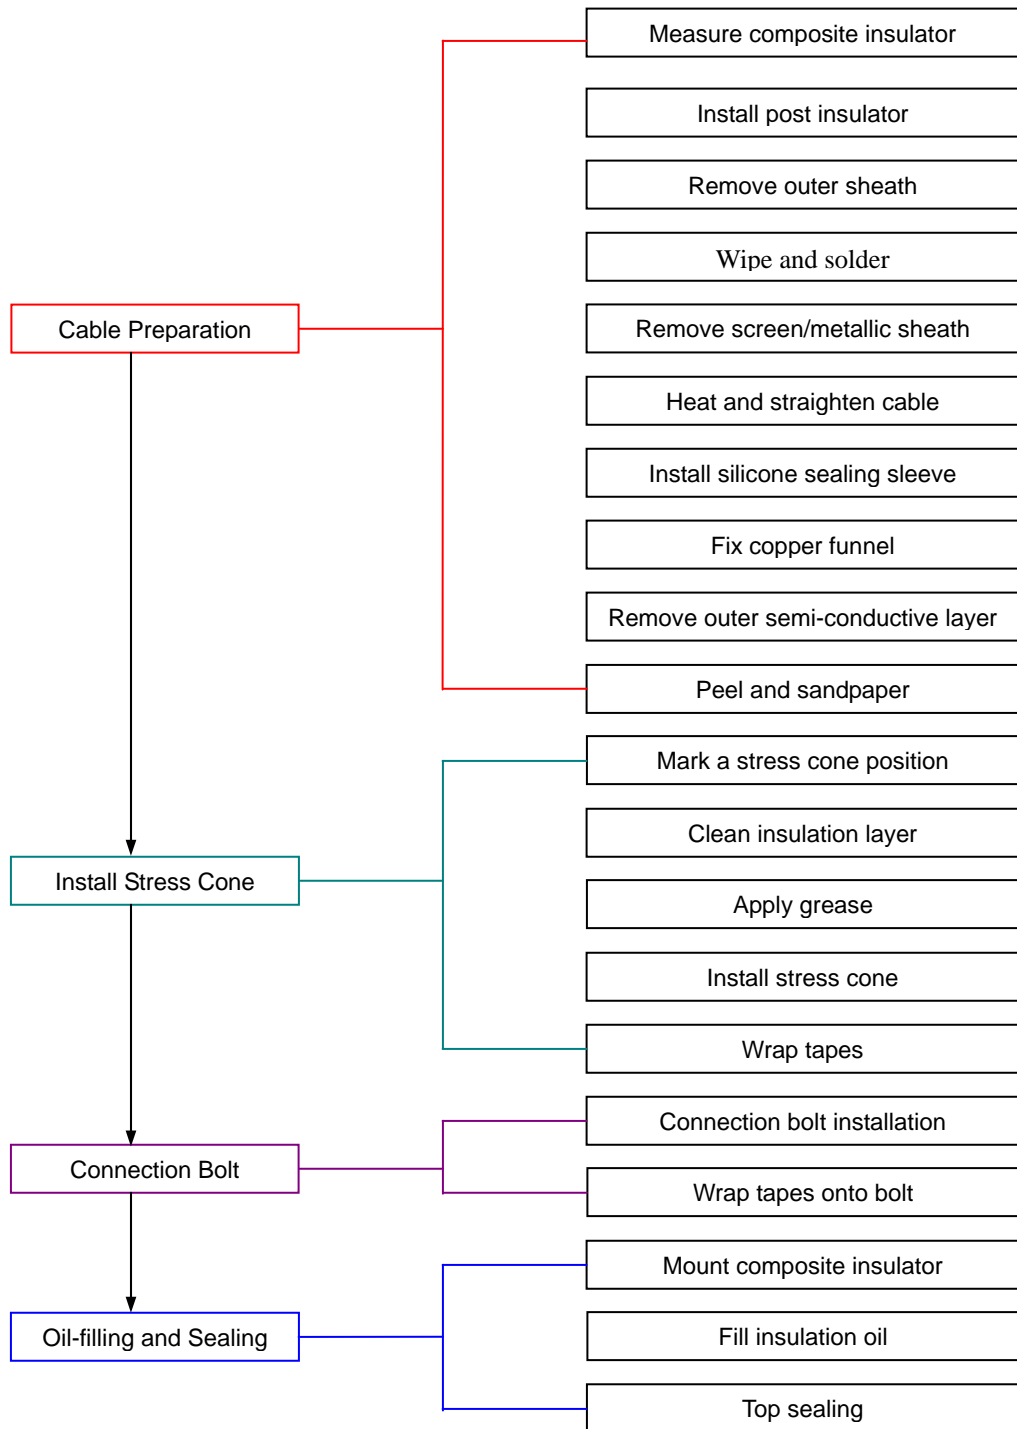 Measure composite insulator
Install post insulator
Remove outer sheath
Wipe and solder
Cable Preparation
Remove screen/metallic sheath
Heat and straighten cable
Install silicone sealing sleeve
Fix copper funnel
Remove outer semi-conductive layer
Peel and sandpaper
Mark a stress cone position
Clean insulation layer
Install Stress Cone
Apply grease
Install stress cone
Wrap tapes
Connection bolt installation
Connection Bolt
Wrap tapes onto bolt
Mount composite insulator
Oil-filling and Sealing
Fill insulation oil
Top sealing